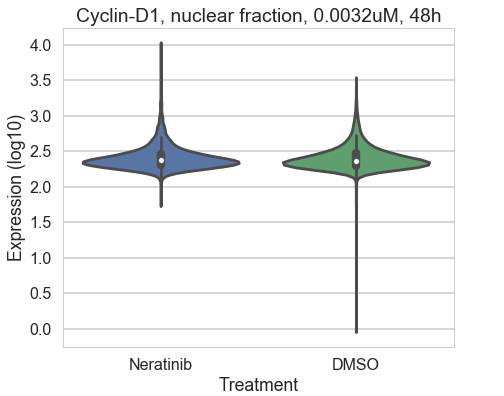 Cyclin-D1, nuclear fraction, 0.0032uM, 48h
Expression (log10)
4.0
3.5
3.0
2.5
2.0
1.5
1.0
0.5
0.0
Neratinib
DMSO
Treatment